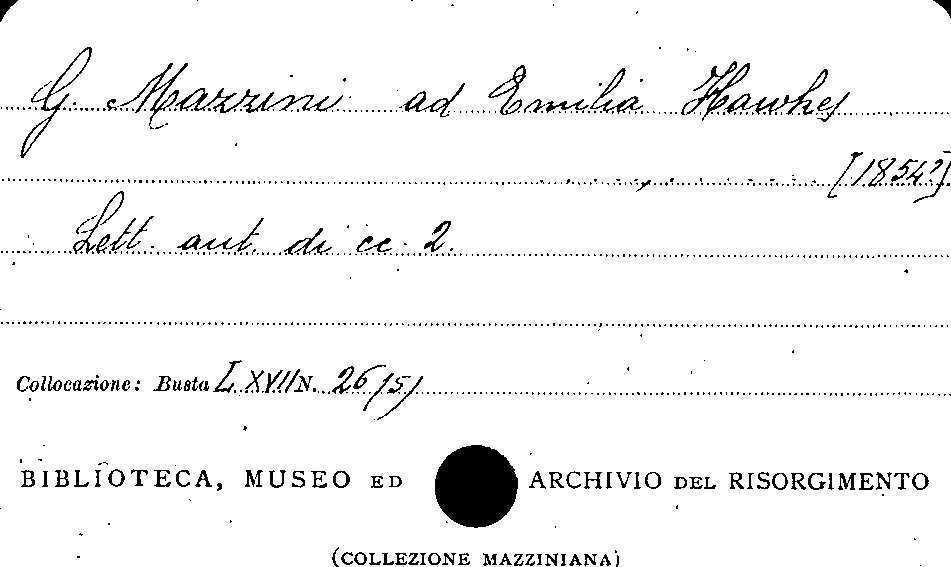 G. Mazzini ad Emilia Hawkes
[1854?]
Lett. aut. di cc. 2.
Collocazione: Busta LXVII N. 26/5/
BIBLIOTECA, MUSEO ED ARCHIVIO DEL RISORGIMENTO
(COLLEZIONE MAZZINIANA)